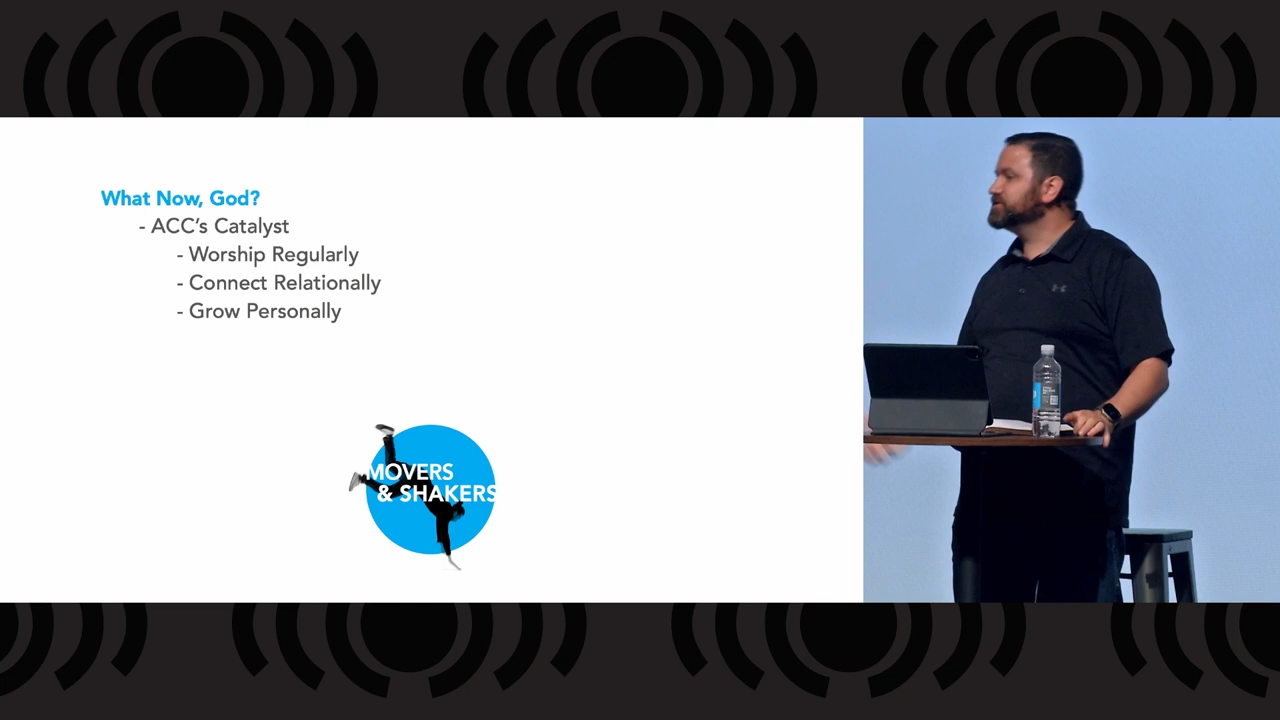 What Now, God?
- ACC's Catalyst
- Worship Regularly
- Connect Relationally
- Grow Personally
MOVERS
& SHAKERS